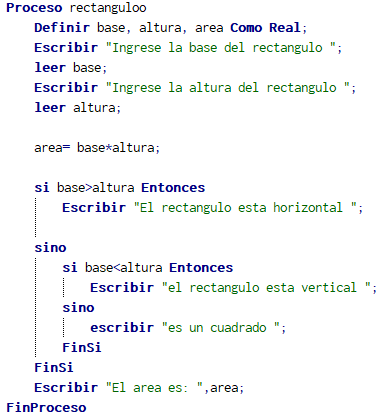 Proceso rectanguloo
Definir base, altura, area Como Real;
Escribir "Ingrese la base del rectangulo ";
leer base;
Escribir "Ingrese la altura del rectangulo ";
leer altura;
area= base*altura;
si base>altura Entonces
Escribir "El rectangulo esta horizontal ";
sino
si base<altura Entonces
Escribir "el rectangulo esta vertical ";
sino
escribir "es un cuadrado ";
FinSi
FinSi
Escribir "El area es: ",area;
FinProceso